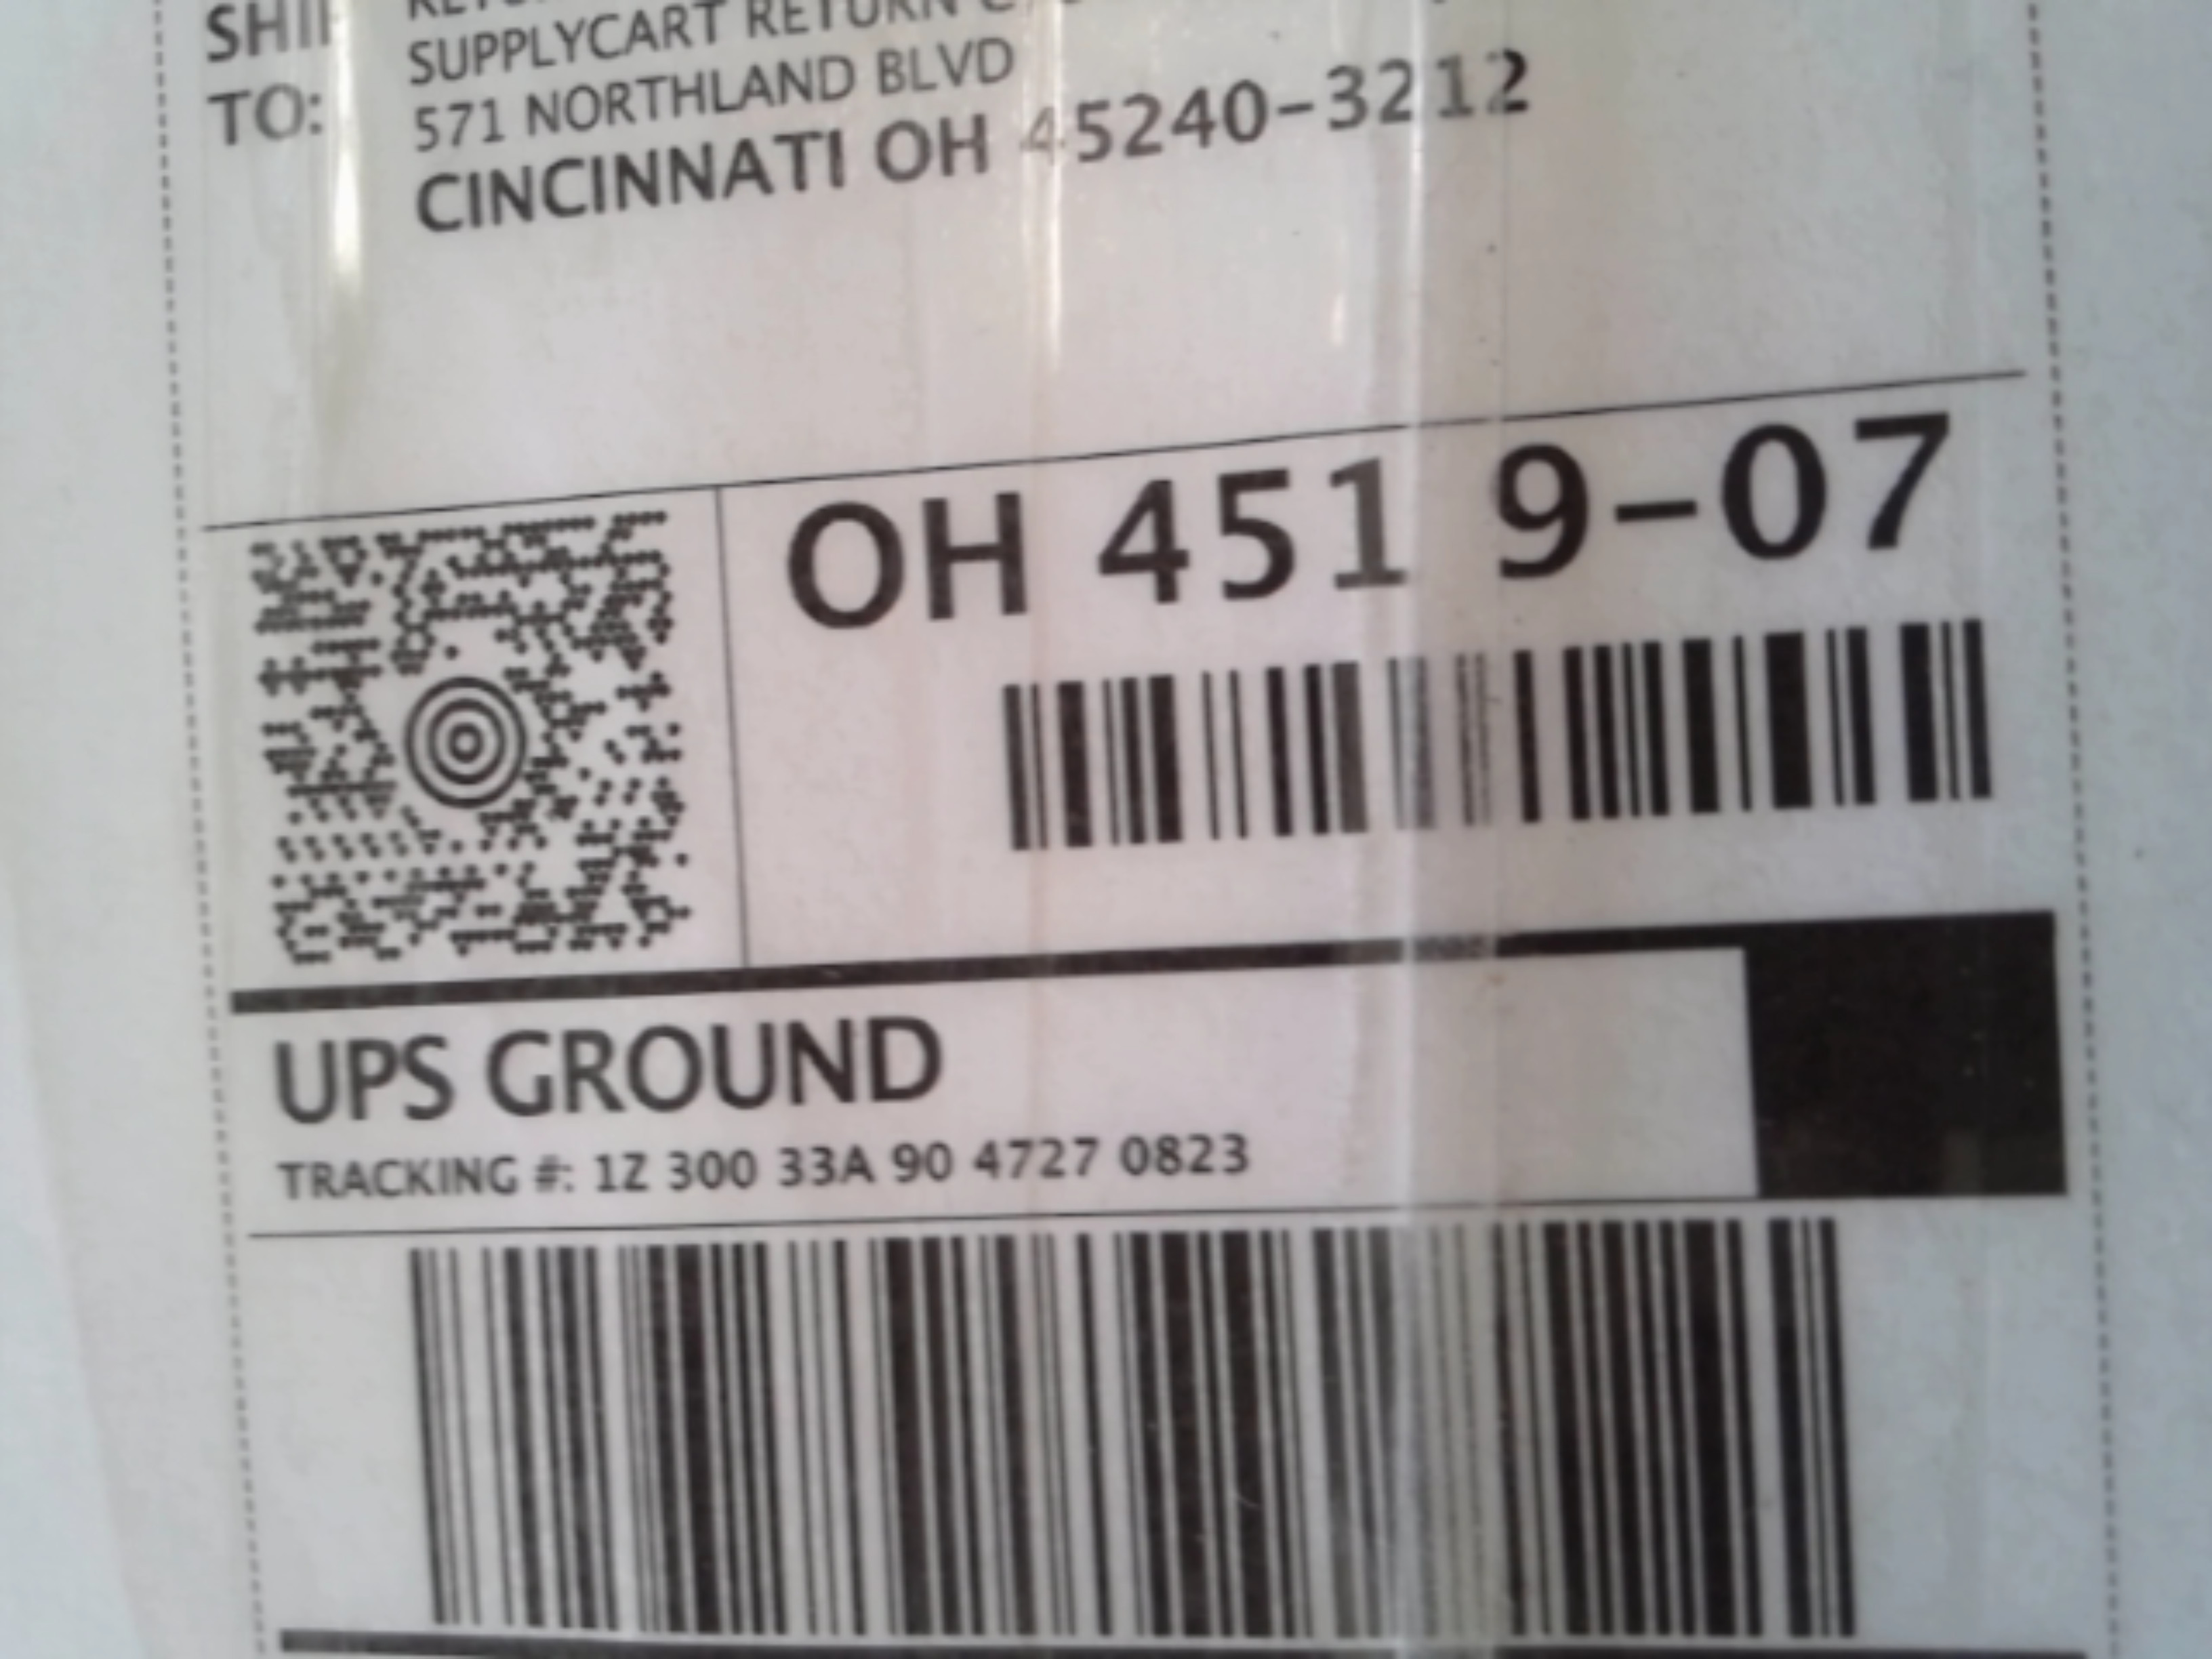 SHIP
SUPPLYCART RETURN
TO:
571 NORTHLAND BLVD
CINCINNATI OH 45240-3212
OH 451 9-07
UPS GROUND
TRACKING #: 1Z 300 33A 90 4727 0823